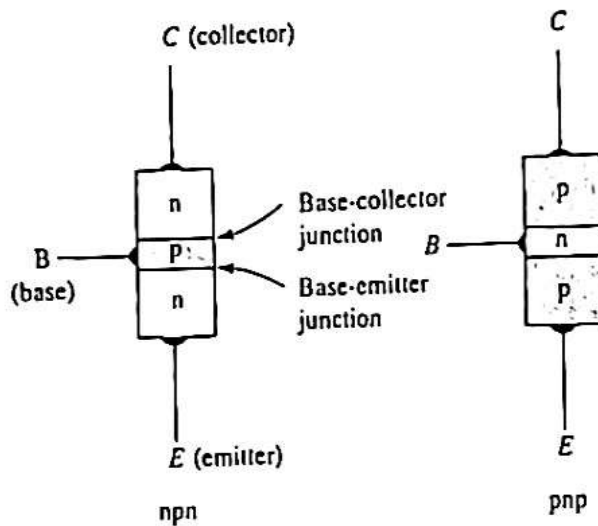 C (collector)
n
Base-collector
junction
B
(base)
p
n
Base-emitter
junction
E (emitter)
npn
C
p
B
n
p
E
pnp